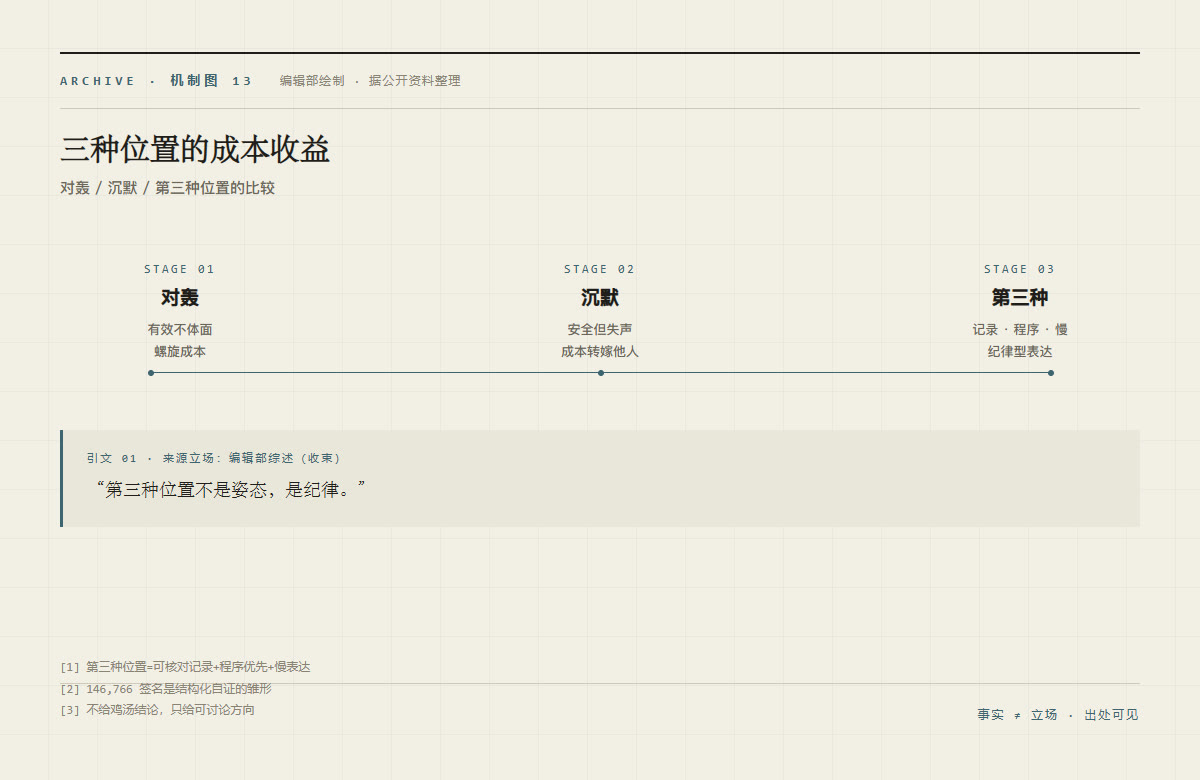 ARCHIVE · 机制图 13 编辑部绘制 · 据公开资料整理
三种位置的成本收益
对轰 / 沉默 / 第三种位置的比较
STAGE 01
对轰
有效不体面
螺旋成本
STAGE 02
沉默
安全但失声
成本转嫁他人
STAGE 03
第三种
记录 · 程序 · 慢
纪律型表达
引文 01 · 来源立场: 编辑部综述 (收束)
“第三种位置不是姿态，是纪律。”
[1] 第三种位置=可核对记录+程序优先+慢表达
[2] 146,766 签名是结构化自证的雏形
[3] 不给鸡汤结论，只给可讨论方向
事实 ≠ 立场 · 出处可见